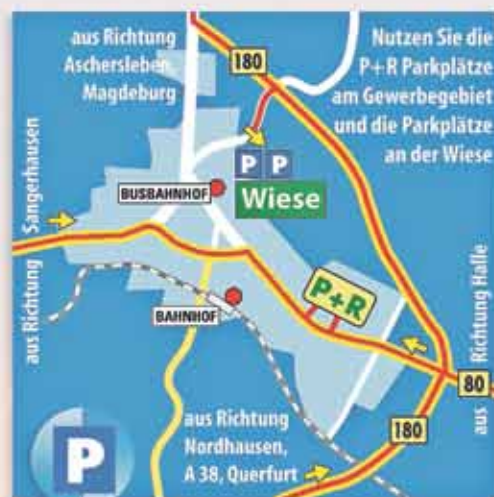 aus Richtung
Aschersleben,
Magdeburg
180
Nutzen Sie die
P+R Parkplätze
am Gewerbegebiet
und die Parkplätze
an der Wiese
P P
BUSBAHNHOF
Wiese
aus Richtung Sangerhausen
P+R
BAHNHOF
aus Richtung Halle
80
180
aus Richtung
Nordhausen,
A 38, Querfurt
P